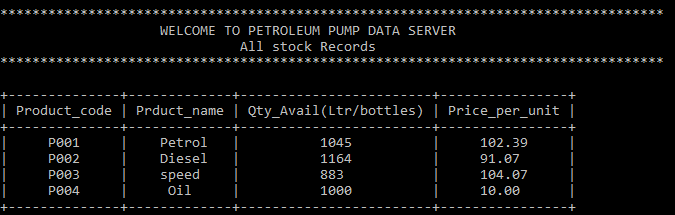 ***********************************************************************************
WELCOME TO PETROLEUM PUMP DATA SERVER
All stock Records
***********************************************************************************
+--------------+--------------+------------------------+----------------+
| Product_code | Prduct_name | Qty_Avail(Ltr/bottles) | Price_per_unit |
+--------------+--------------+------------------------+----------------+
| P001 | Petrol | 1045 | 102.39 |
| P002 | Diesel | 1164 | 91.07 |
| P003 | speed | 883 | 104.07 |
| P004 | Oil | 1000 | 10.00 |
+--------------+--------------+------------------------+----------------+